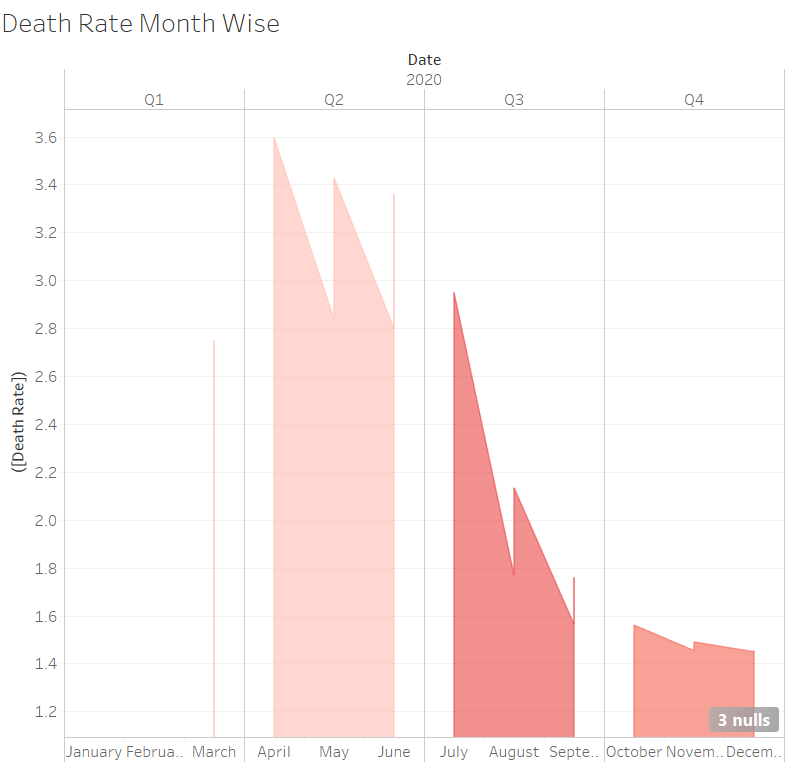 Death Rate Month Wise
Date
2020
Q1 Q2 Q3 Q4
3.6
3.4
3.2
3.0
2.8
2.6
2.4
2.2
2.0
1.8
1.6
1.4
1.2
([Death Rate])
3 nulls
January Februa.. March April May June July August Septe.. October Novem.. Decem..